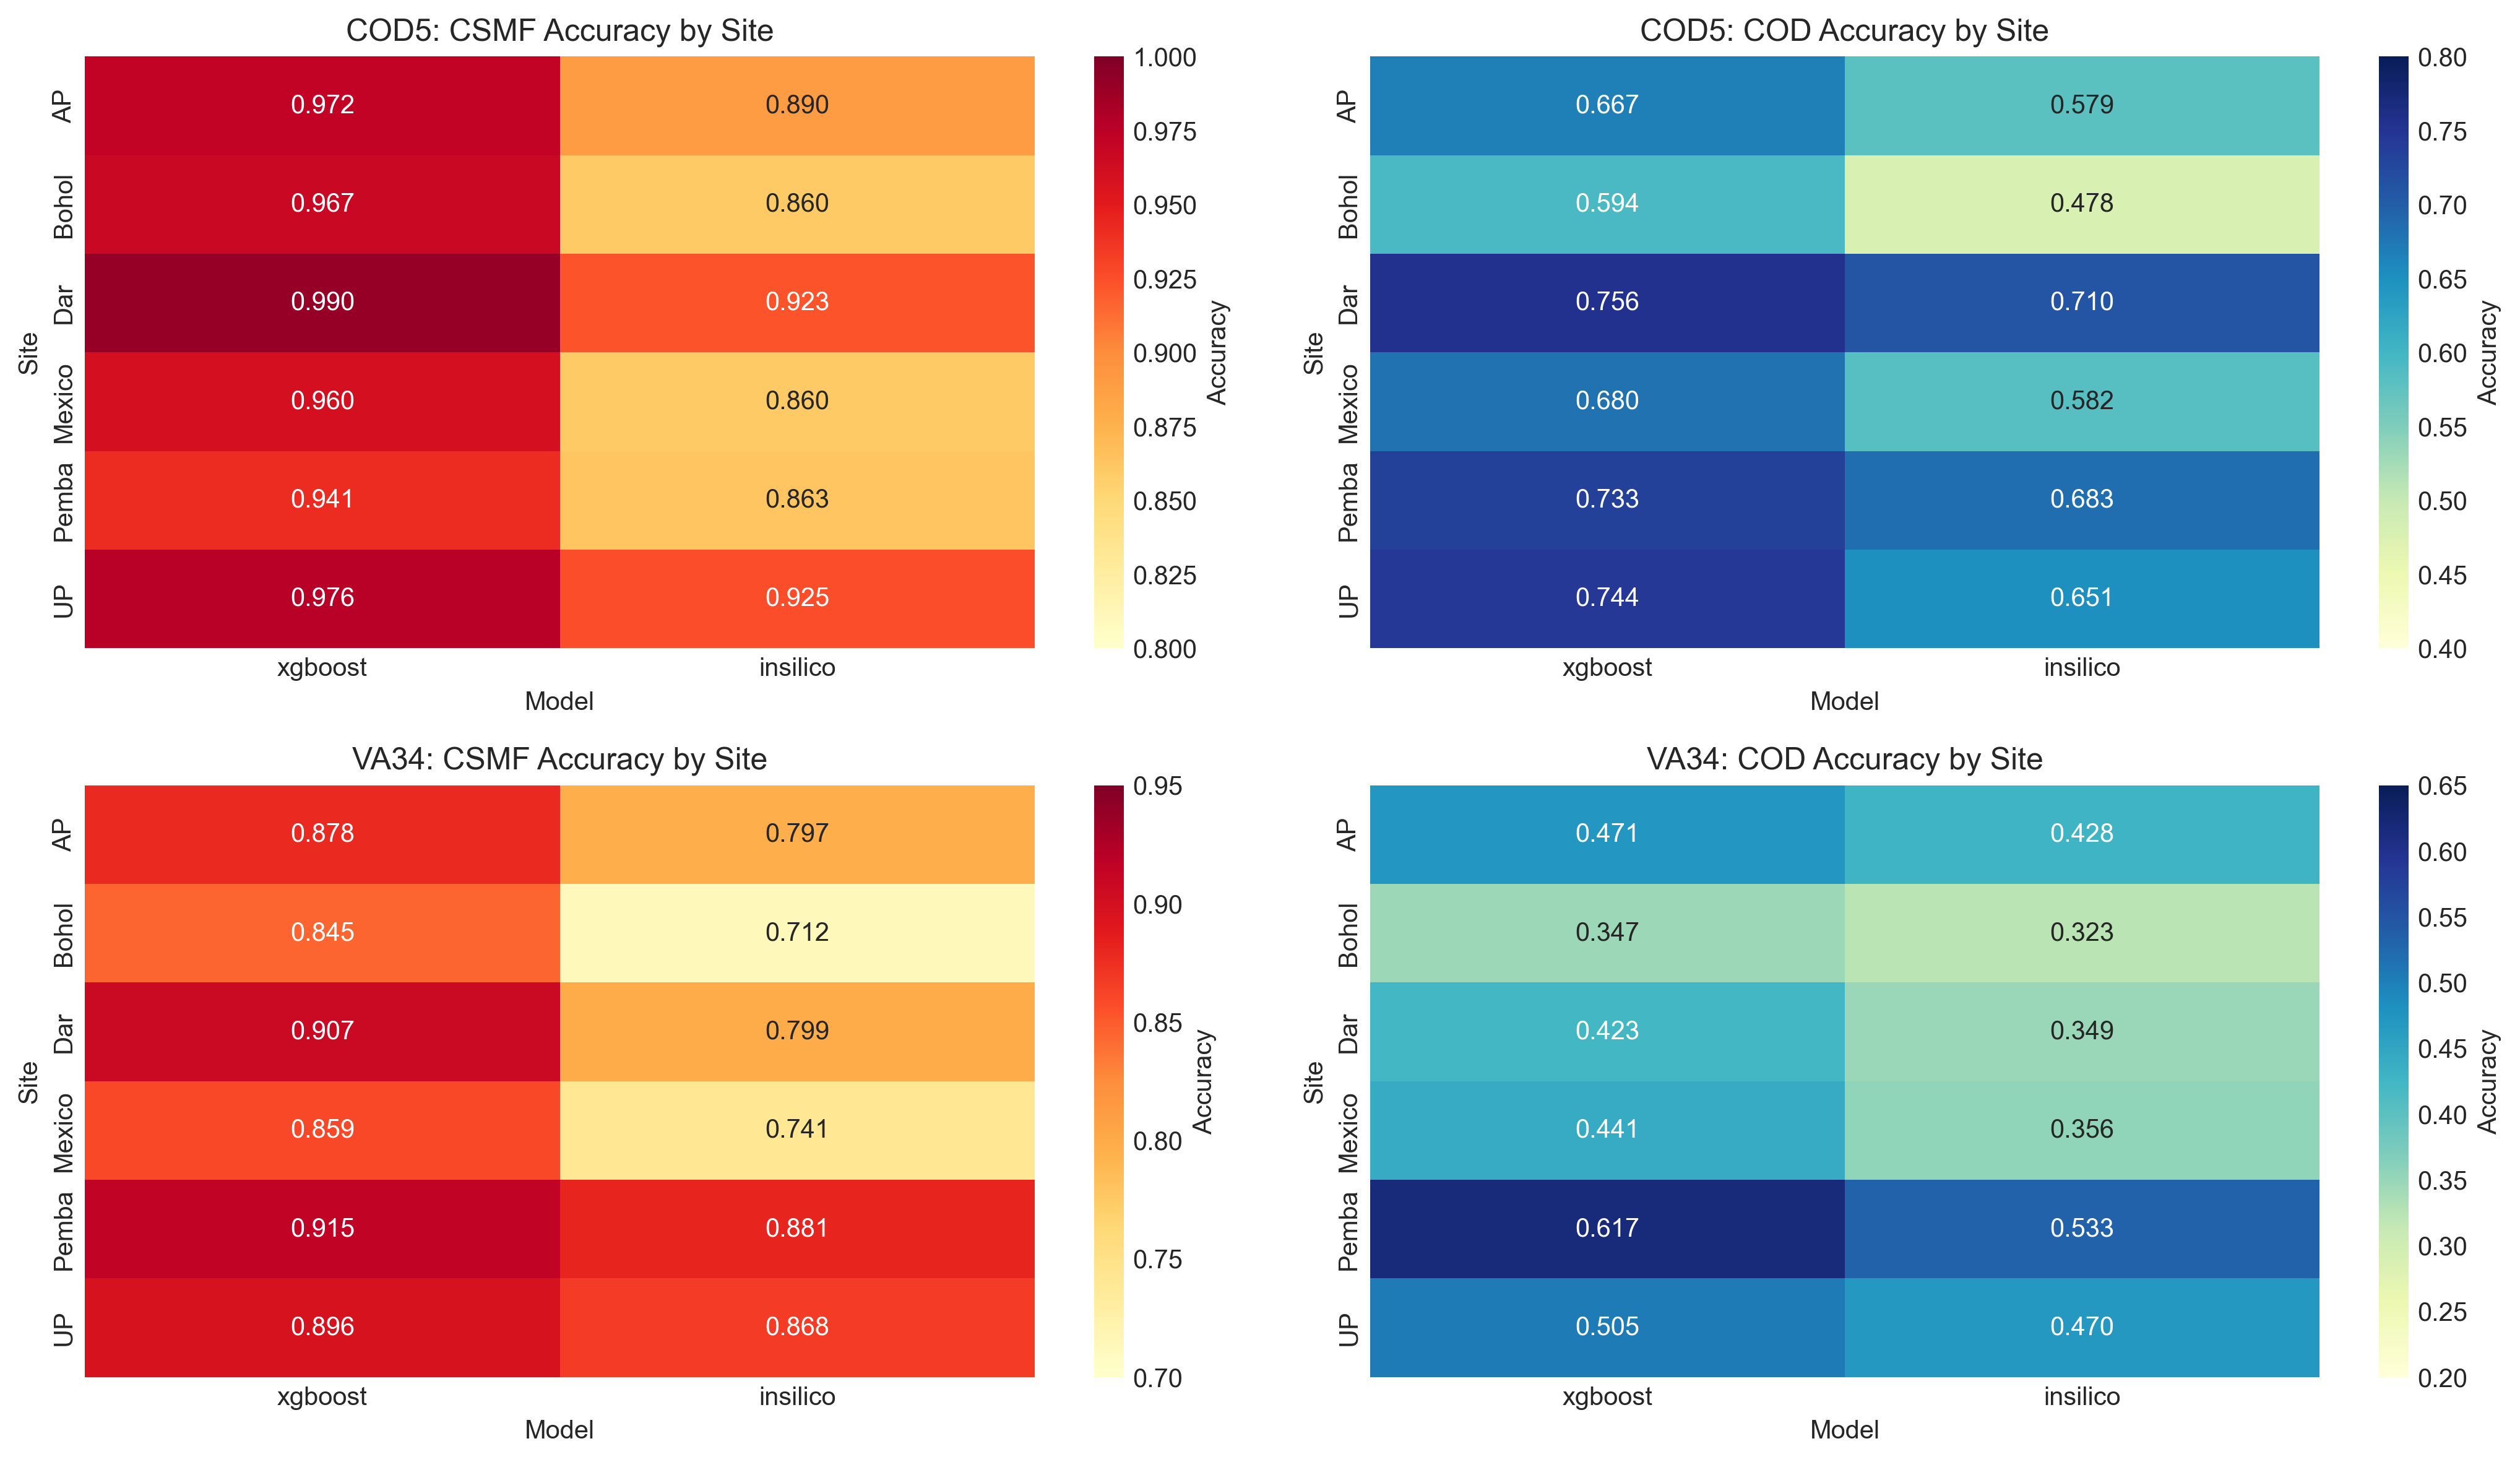 COD5: CSMF Accuracy by Site
AP 0.972 0.890
Bohol 0.967 0.860
Dar 0.990 0.923
Mexico 0.960 0.860
Pemba 0.941 0.863
UP 0.976 0.925
Site
xgboost insilico
Model
1.000
0.975
0.950
0.925
0.900
0.875
0.850
0.825
0.800
Accuracy
COD5: COD Accuracy by Site
AP 0.667 0.579
Bohol 0.594 0.478
Dar 0.756 0.710
Mexico 0.680 0.582
Pemba 0.733 0.683
UP 0.744 0.651
Site
xgboost insilico
Model
0.80
0.75
0.70
0.65
0.60
0.55
0.50
0.45
0.40
Accuracy
VA34: CSMF Accuracy by Site
AP 0.878 0.797
Bohol 0.845 0.712
Dar 0.907 0.799
Mexico 0.859 0.741
Pemba 0.915 0.881
UP 0.896 0.868
Site
xgboost insilico
Model
0.95
0.90
0.85
0.80
0.75
0.70
Accuracy
VA34: COD Accuracy by Site
AP 0.471 0.428
Bohol 0.347 0.323
Dar 0.423 0.349
Mexico 0.441 0.356
Pemba 0.617 0.533
UP 0.505 0.470
Site
xgboost insilico
Model
0.65
0.60
0.55
0.50
0.45
0.40
0.35
0.30
0.25
0.20
Accuracy